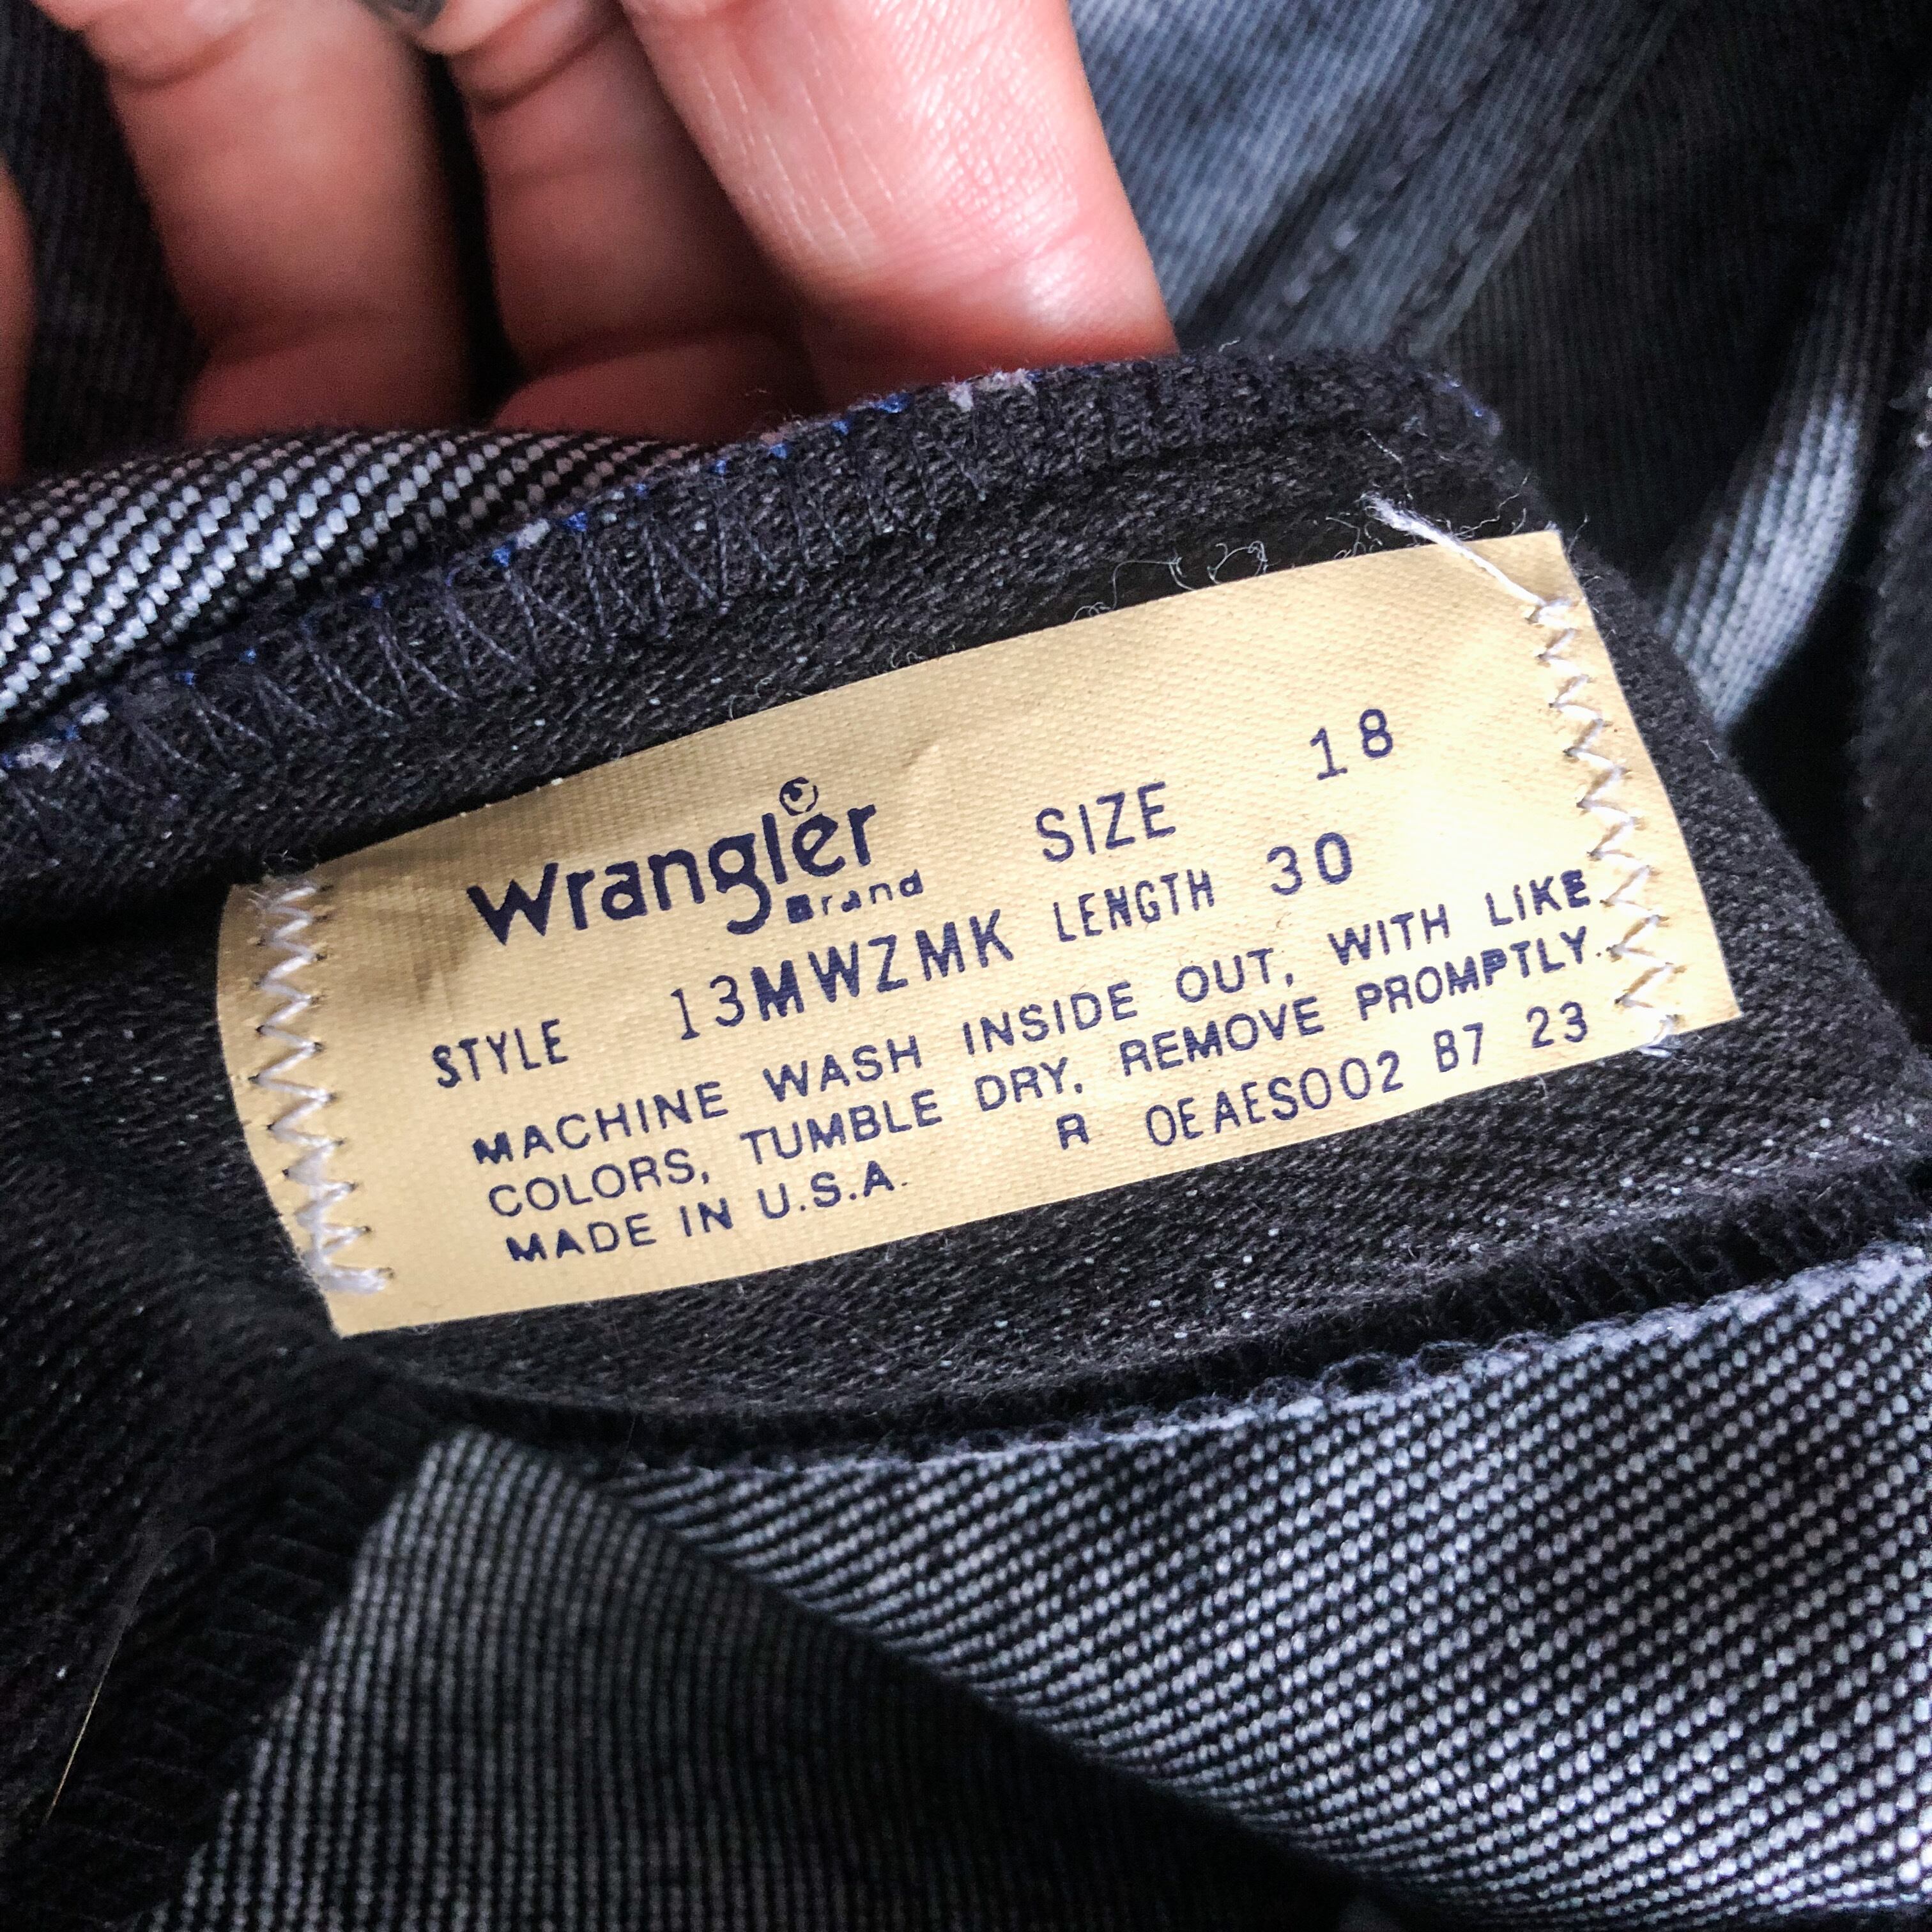 Wrangler SIZE 18
Brand
STYLE 13MWZMK LENGTH 30
MACHINE WASH INSIDE OUT, WITH LIKE
COLORS, TUMBLE DRY, REMOVE PROMPTLY.
MADE IN U.S.A. R OEAES002 B7 23